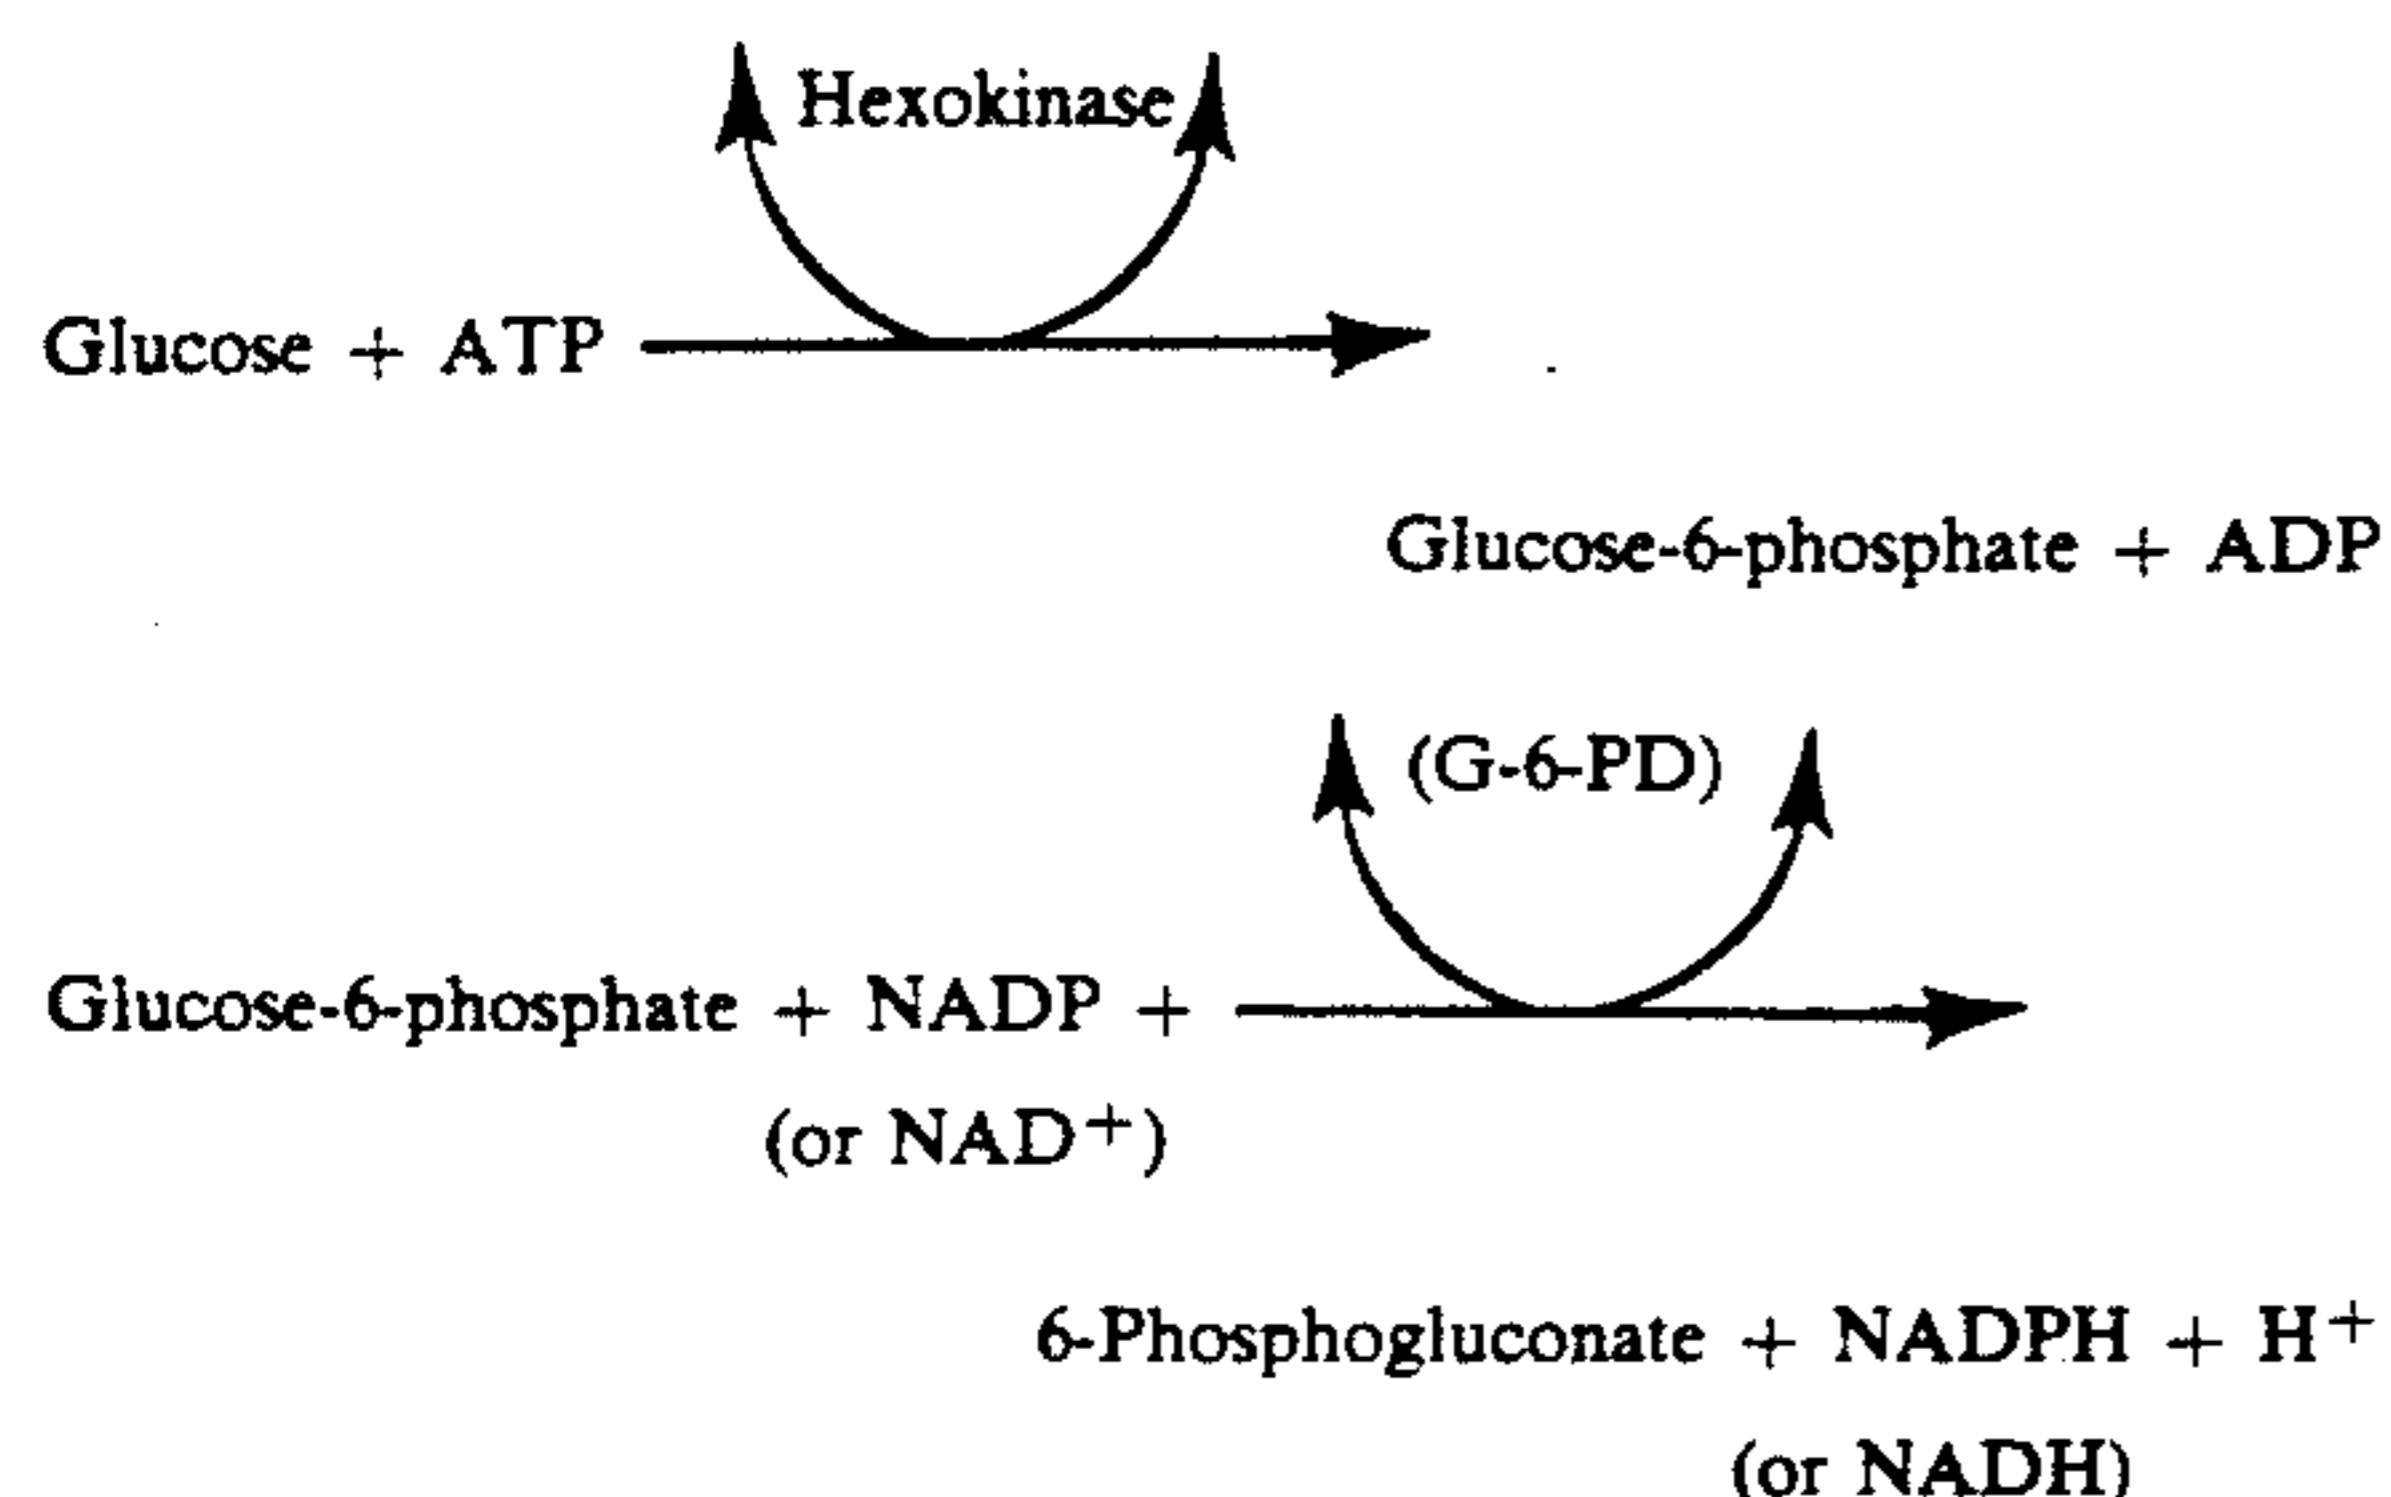 Hexokinase
Glucose + ATP
Glucose-6-phosphate + ADP
(G-6-PD)
Glucose-6-phosphate + NADP +
(or NAD⁺)
6-Phosphogluconate + NADPH + H⁺
(or NADH)